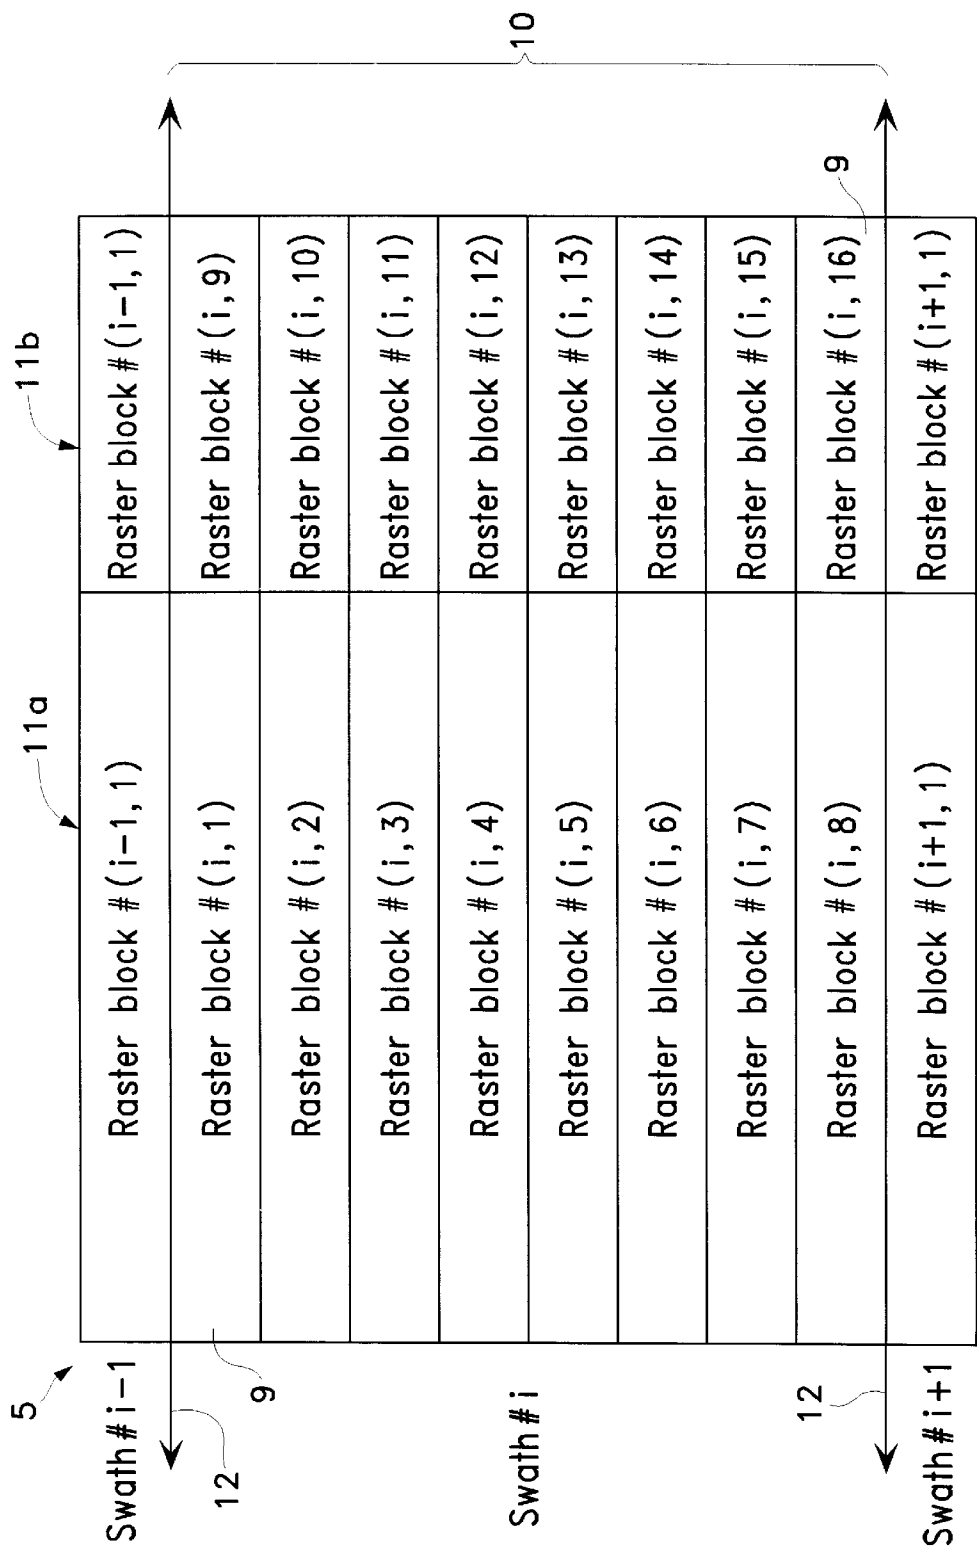 5
11a
11b
Swath#i−1
Raster block #(i−1,1)
Raster block #(i−1,1)
12
9
Raster block #(i,1)
Raster block #(i,9)
Raster block #(i,2)
Raster block #(i,10)
Raster block #(i,3)
Raster block #(i,11)
Swath#i
Raster block #(i,4)
Raster block #(i,12)
10
Raster block #(i,5)
Raster block #(i,13)
Raster block #(i,6)
Raster block #(i,14)
Raster block #(i,7)
Raster block #(i,15)
12
Raster block #(i,8)
Raster block #(i,16)
9
Swath#i+1
Raster block #(i+1,1)
Raster block #(i+1,1)